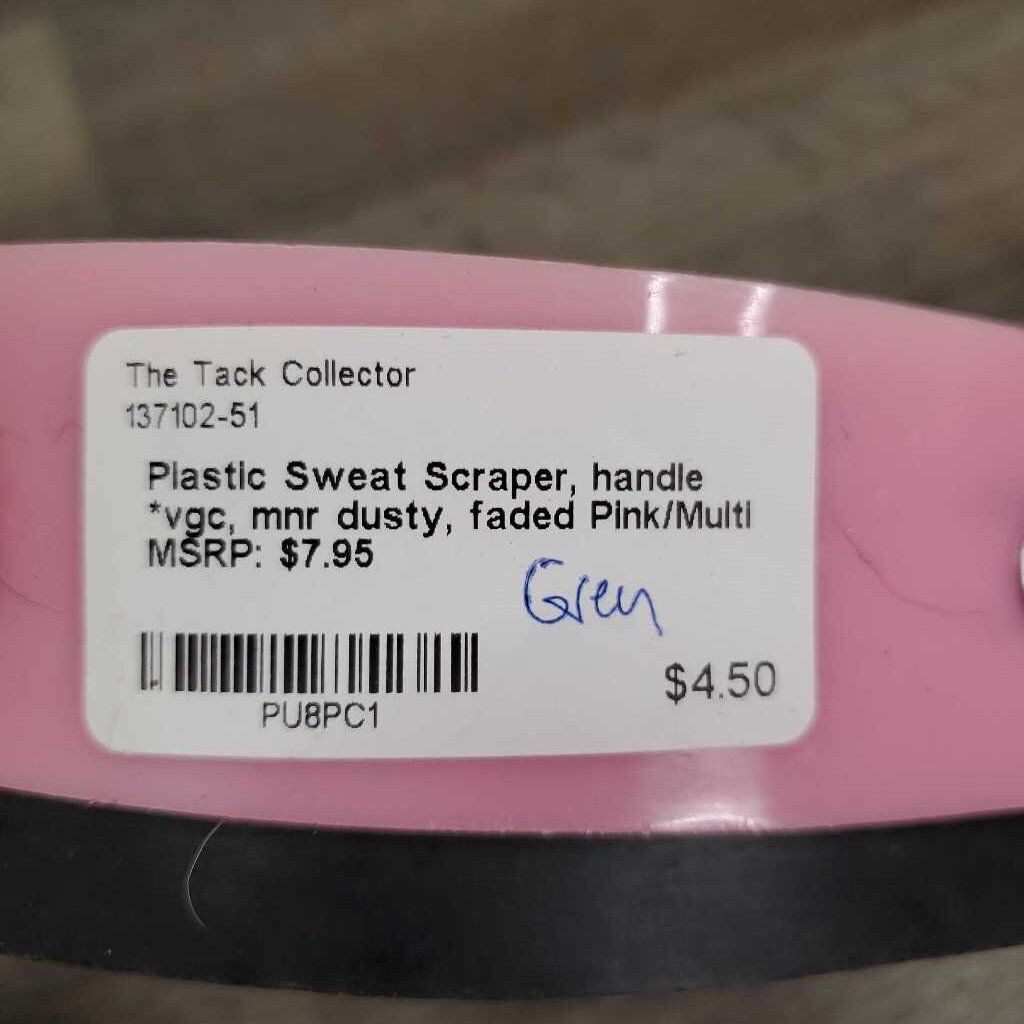 The Tack Collector
137102-51
Plastic Sweat Scraper, handle
*vgc, mnr dusty, faded Pink/Multi
MSRP: $7.95
Gren
$4.50
PU8PC1